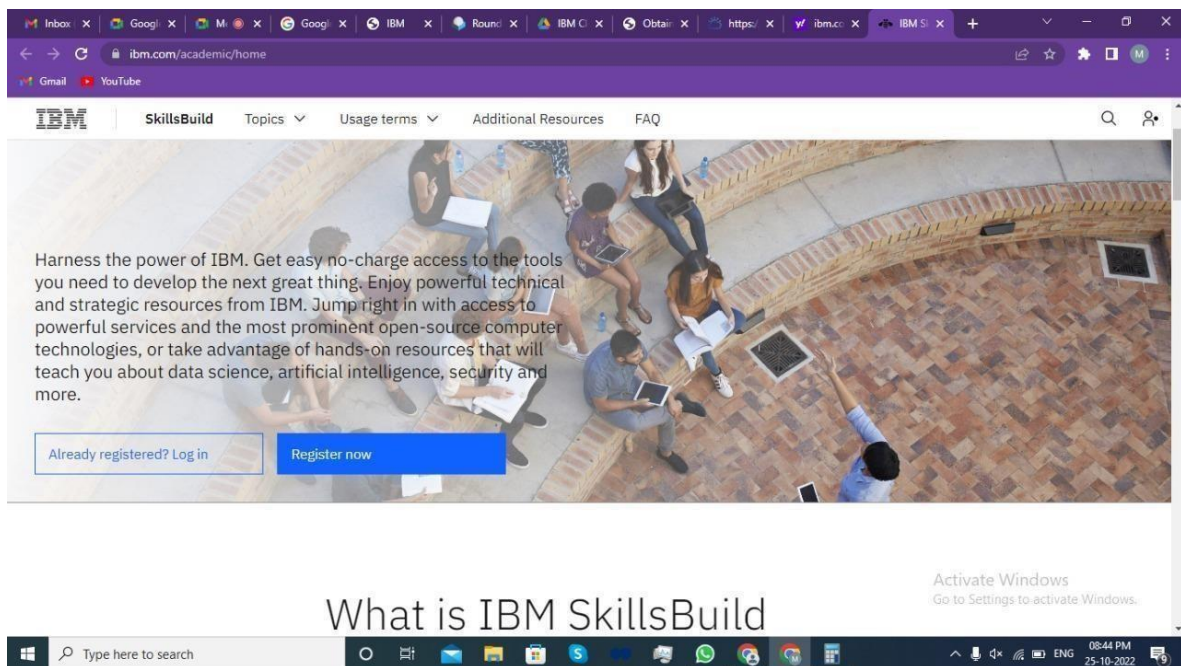 Inbox
Googl
M
Googl
IBM
Round
IBM Cl
Obtain
https:/
ibm.co
IBM S
ibm.com/academic/home
M
Gmail YouTube
IBM SkillsBuild Topics Usage terms Additional Resources FAQ
Harness the power of IBM. Get easy no-charge access to the tools
you need to develop the next great thing. Enjoy powerful technical
and strategic resources from IBM. Jump right in with access to
powerful services and the most prominent open-source computer
technologies, or take advantage of hands-on resources that will
teach you about data science, artificial intelligence, security and
more.
Already registered? Log in Register now
What is IBM SkillsBuild
Activate Windows
Go to Settings to activate Windows.
Type here to search
ENG
08:44 PM
25-10-2022